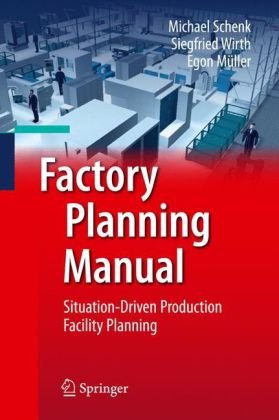 Michael Schenk
Siegfried Wirth
Egon Müller
Factory
Planning
Manual
Situation-Driven Production
Facility Planning
Springer